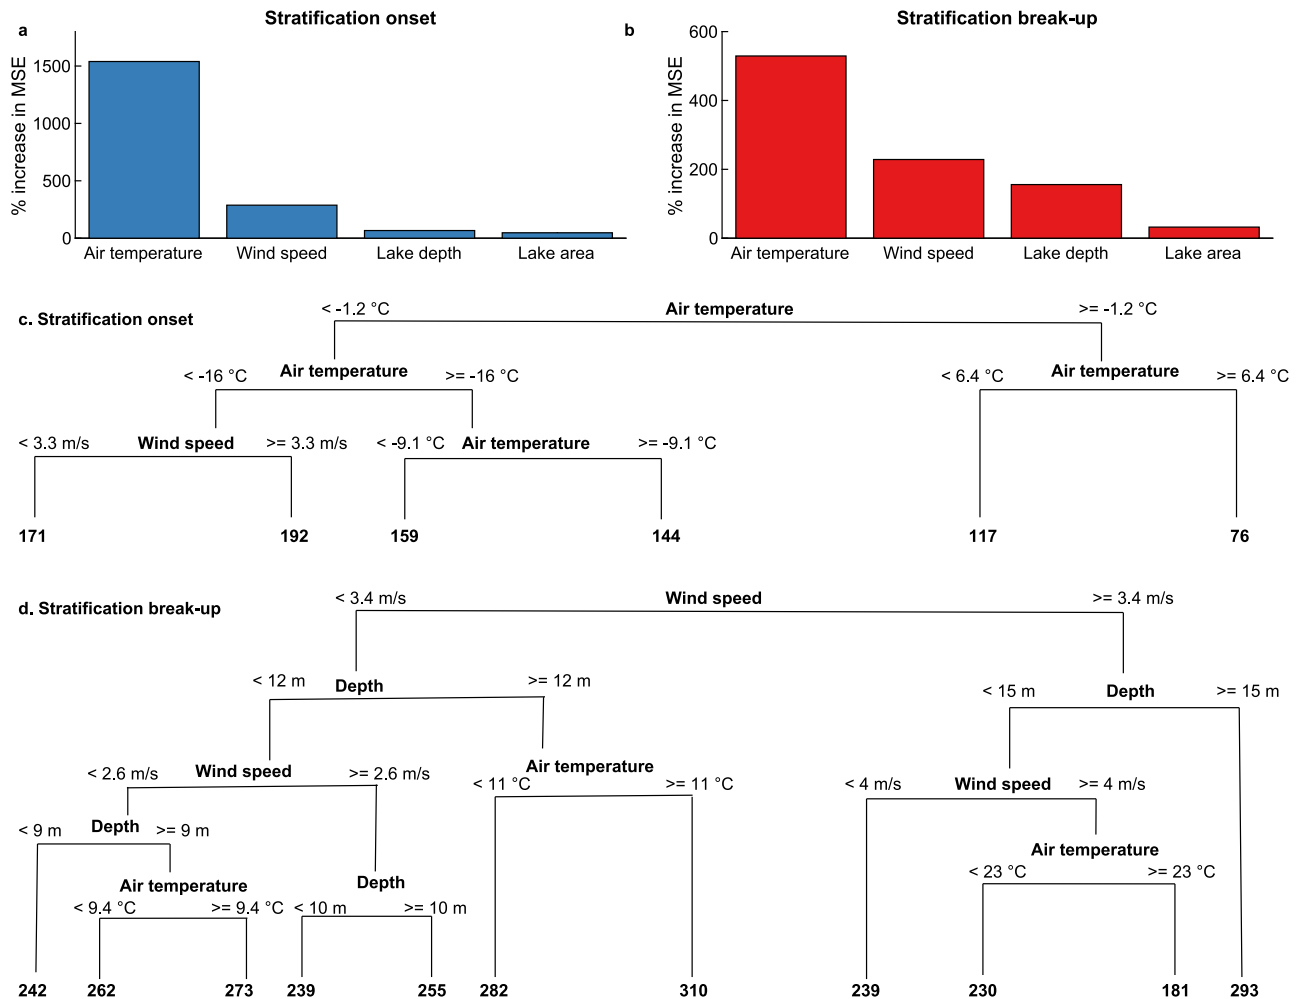 Stratification onset
Stratification break-up
a
b
% increase in MSE
1500
1000
500
0
Air temperature
Wind speed
Lake depth
Lake area
% increase in MSE
600
400
200
0
Air temperature
Wind speed
Lake depth
Lake area
c. Stratification onset
< -1.2 °C
Air temperature
>= -1.2 °C
< -16 °C
Air temperature
>= -16 °C
< 6.4 °C
Air temperature
>= 6.4 °C
< 3.3 m/s
Wind speed
>= 3.3 m/s
< -9.1 °C
Air temperature
>= -9.1 °C
171
192
159
144
117
76
d. Stratification break-up
< 3.4 m/s
Wind speed
>= 3.4 m/s
< 12 m
Depth
>= 12 m
< 15 m
Depth
>= 15 m
< 2.6 m/s
Wind speed
>= 2.6 m/s
Air temperature
< 11 °C
>= 11 °C
< 4 m/s
Wind speed
>= 4 m/s
< 9 m
Depth
>= 9 m
Air temperature
< 23 °C
>= 23 °C
Air temperature
< 9.4 °C
>= 9.4 °C
Depth
< 10 m
>= 10 m
242
262
273
239
255
282
310
239
230
181
293